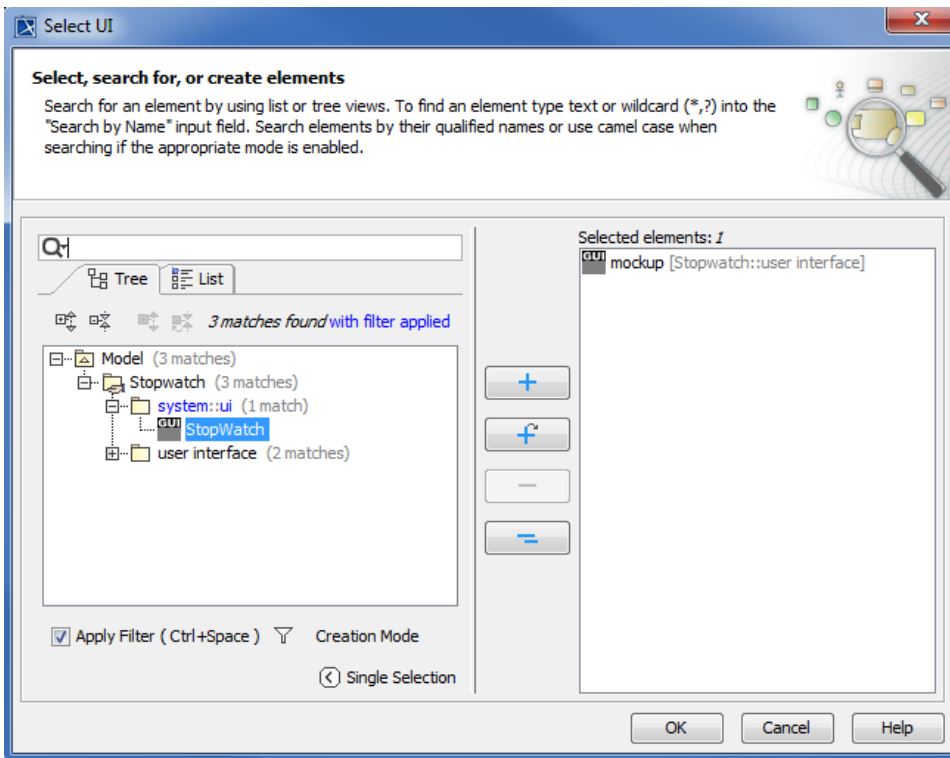 Select UI
Select, search for, or create elements
Search for an element by using list or tree views. To find an element type text or wildcard (*,?) into the
"Search by Name" input field. Search elements by their qualified names or use camel case when
searching if the appropriate mode is enabled.
Tree
List
3 matches found with filter applied
Model (3 matches)
Stopwatch (3 matches)
system::ui (1 match)
GUI StopWatch
user interface (2 matches)
Apply Filter ( Ctrl+Space )
Creation Mode
Single Selection
Selected elements: 1
GUI mockup [Stopwatch::user interface]
OK
Cancel
Help